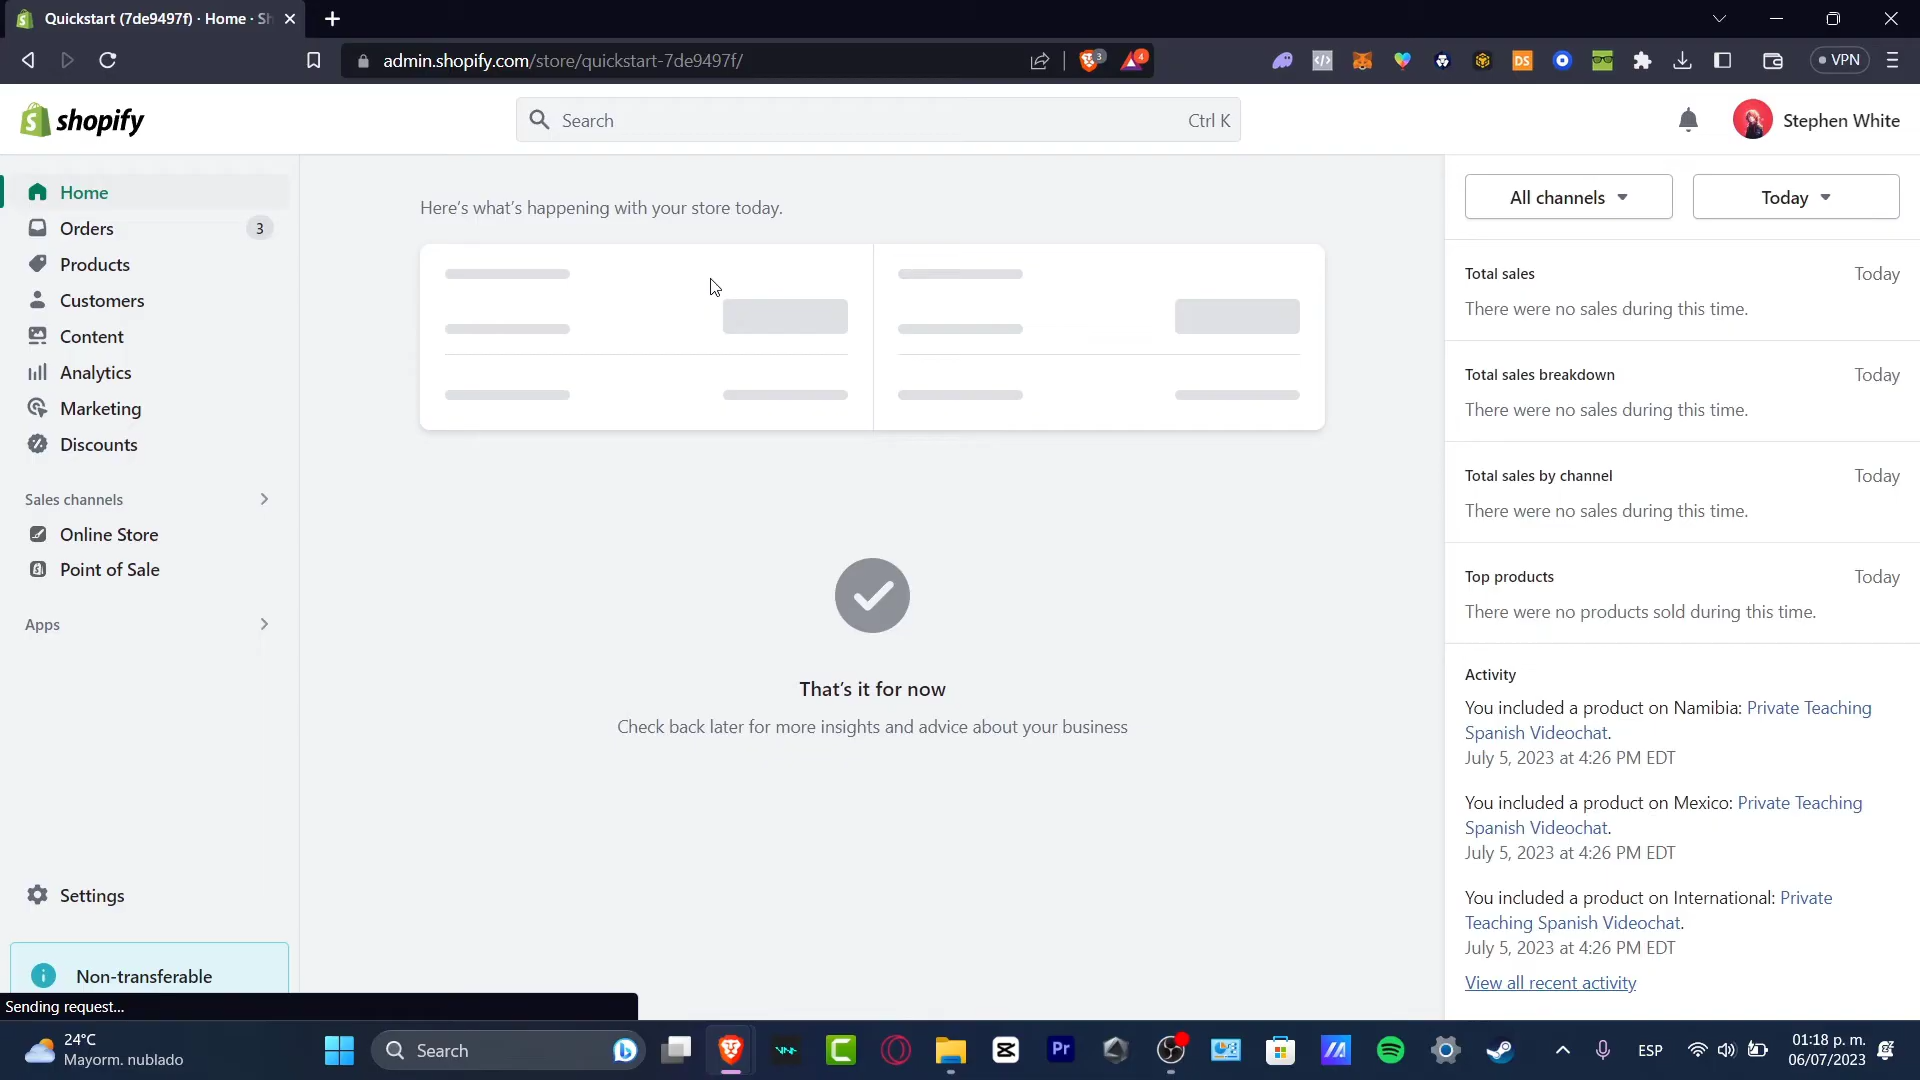 Quickstart (7de9497f) · Home · Sh
admin.shopify.com/store/quickstart-7de9497f/
3
4
DS
VPN
shopify
Search
Ctrl K
Stephen White
Home
Orders
3
Products
Customers
Content
Analytics
Marketing
Discounts
Sales channels
Online Store
Point of Sale
Apps
Settings
Non-transferable
Sending request...
Here's what's happening with your store today.
That's it for now
Check back later for more insights and advice about your business
All channels
Today
Total sales
Today
There were no sales during this time.
Total sales breakdown
Today
There were no sales during this time.
Total sales by channel
Today
There were no sales during this time.
Top products
Today
There were no products sold during this time.
Activity
You included a product on Namibia: Private Teaching
Spanish Videochat.
July 5, 2023 at 4:26 PM EDT
You included a product on Mexico: Private Teaching
Spanish Videochat.
July 5, 2023 at 4:26 PM EDT
You included a product on International: Private
Teaching Spanish Videochat.
July 5, 2023 at 4:26 PM EDT
View all recent activity
24°C
Mayorm. nublado
Search
Pr
ESP
01:18 p. m.
06/07/2023